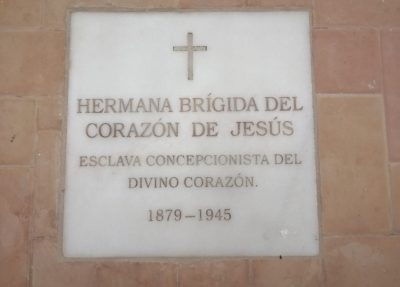 HERMANA BRÍGIDA DEL
CORAZÓN DE JESÚS
ESCLAVA CONCEPCIONISTA DEL
DIVINO CORAZÓN.
1879-1945